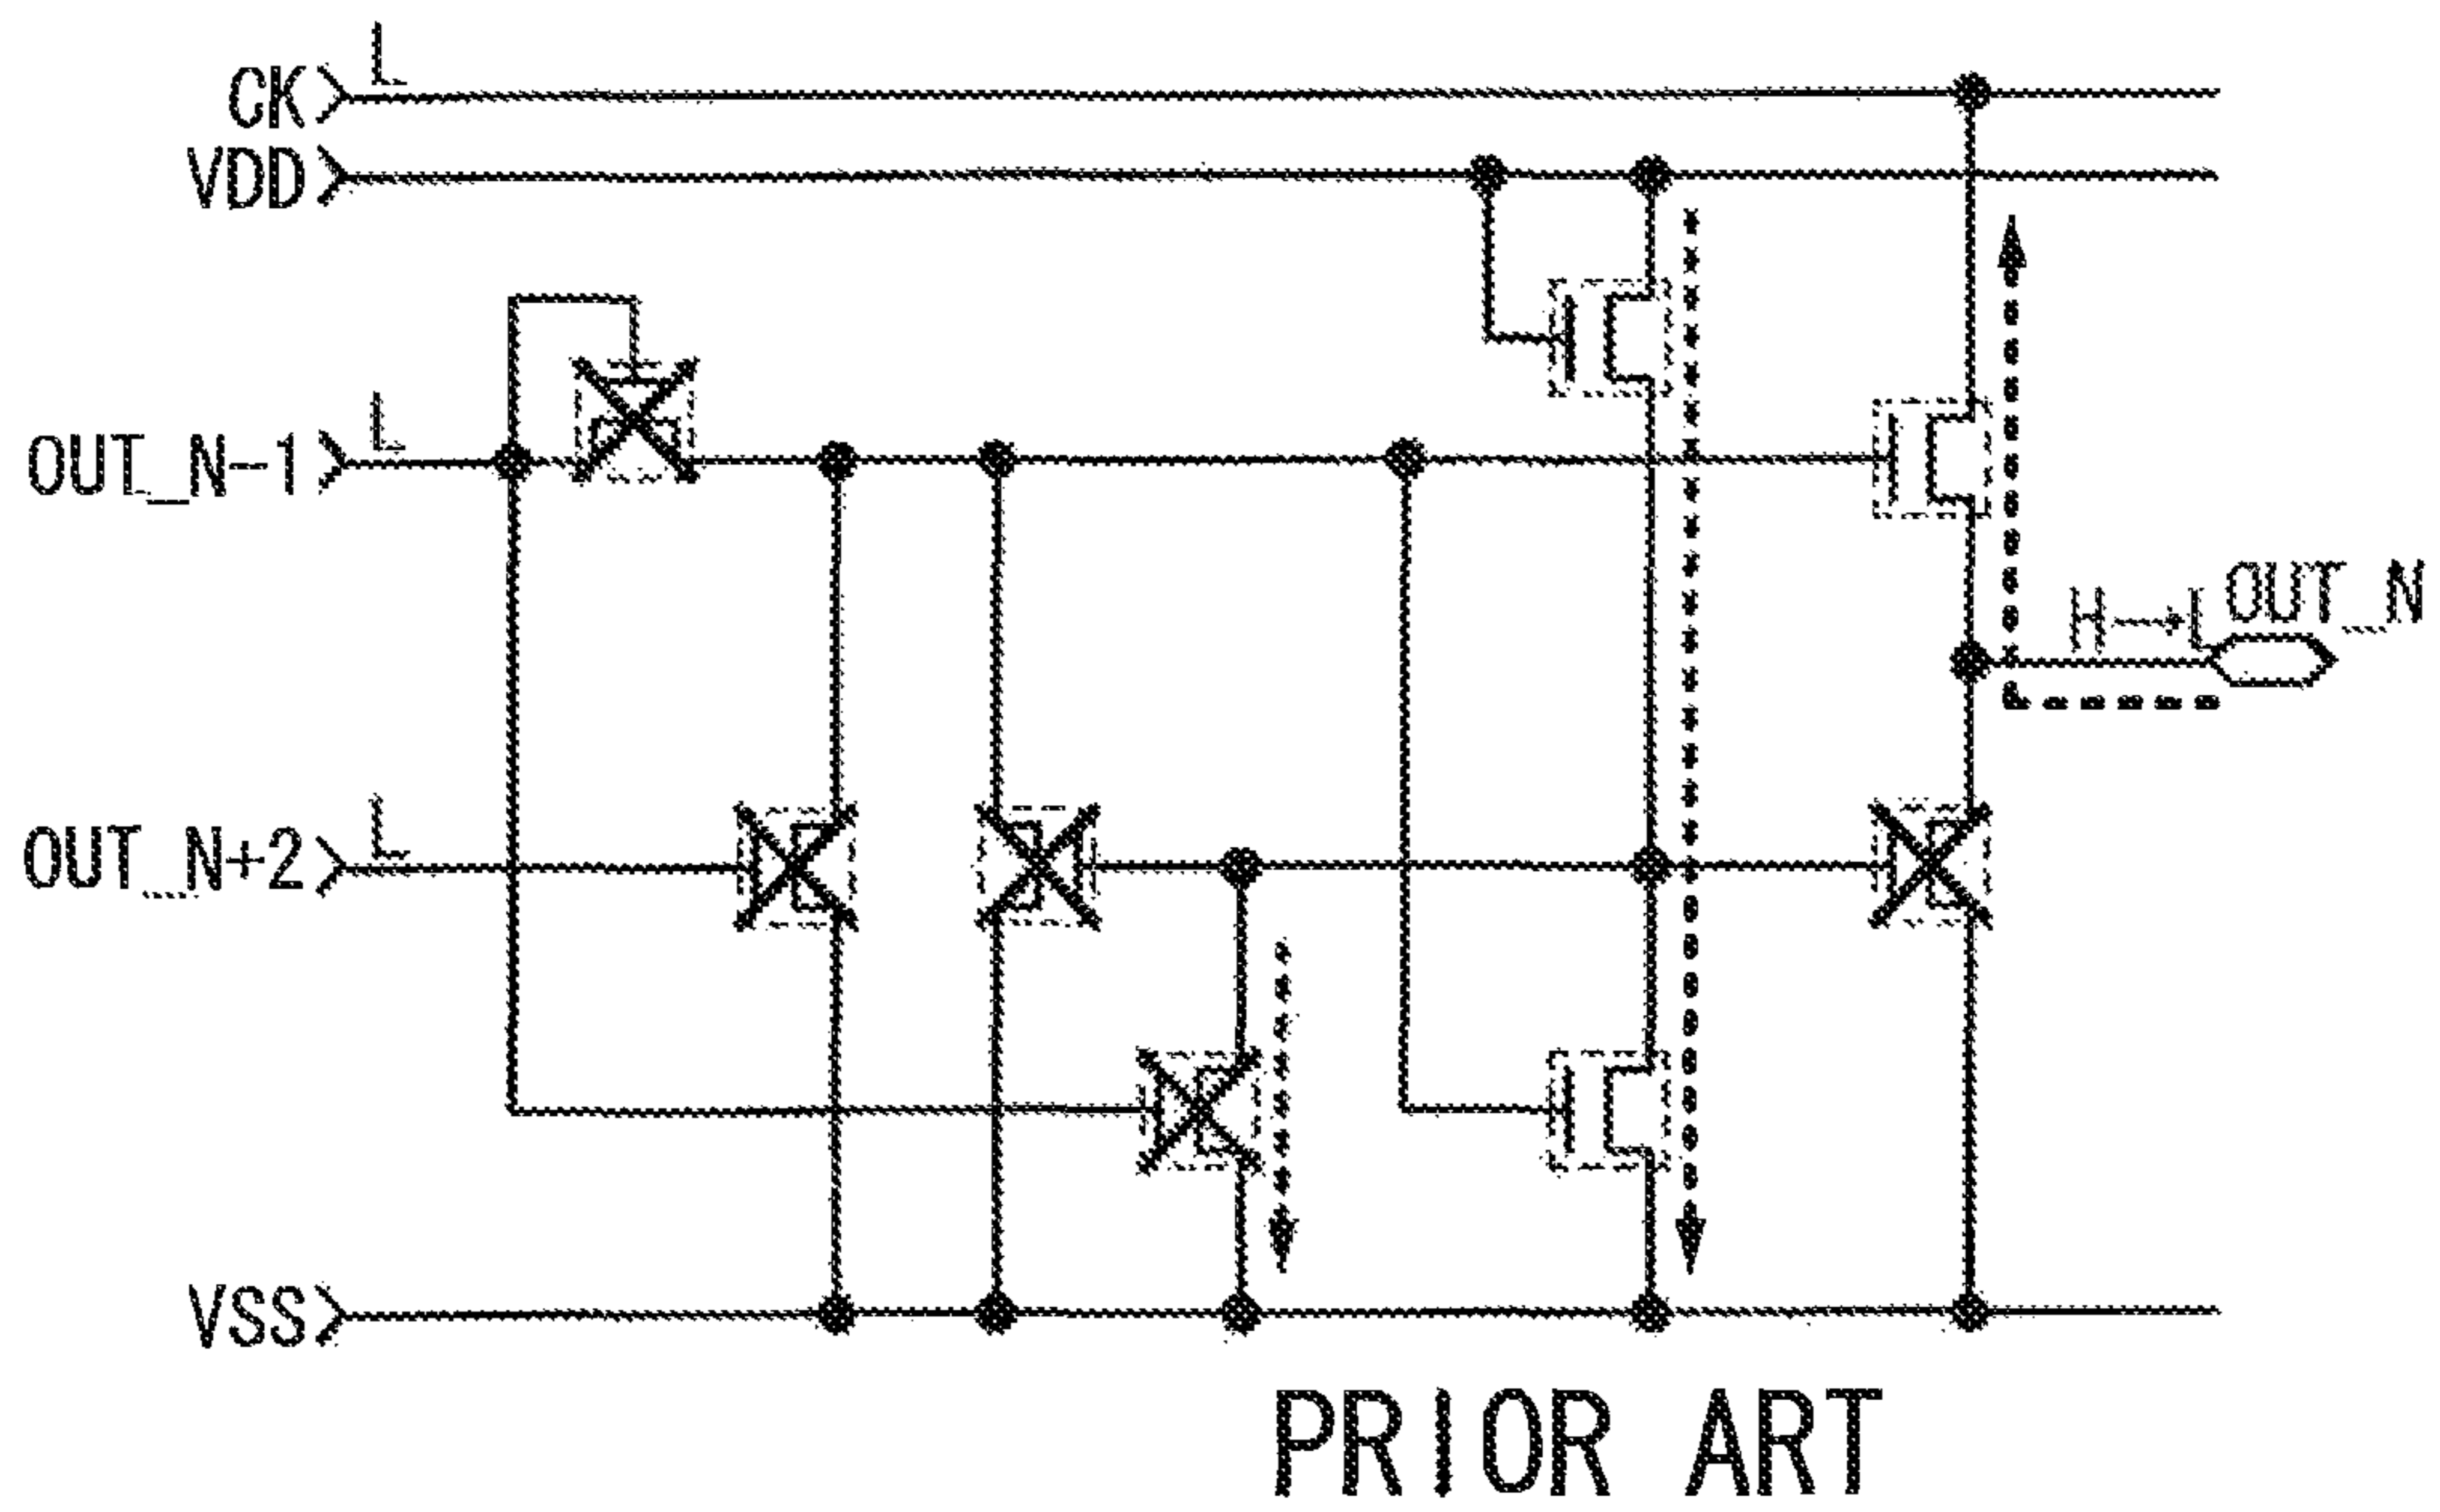 L
CK
VDD
L
OUT_N-1
H→L OUT_N
L
OUT_N+2
VSS
PRIOR ART